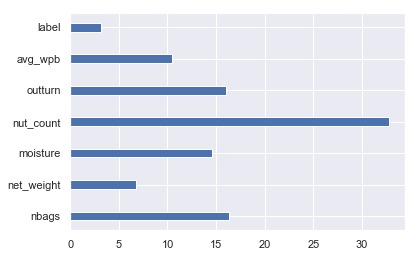 label
avg_wpb
outturn
nut_count
moisture
net_weight
nbags
0 5 10 15 20 25 30